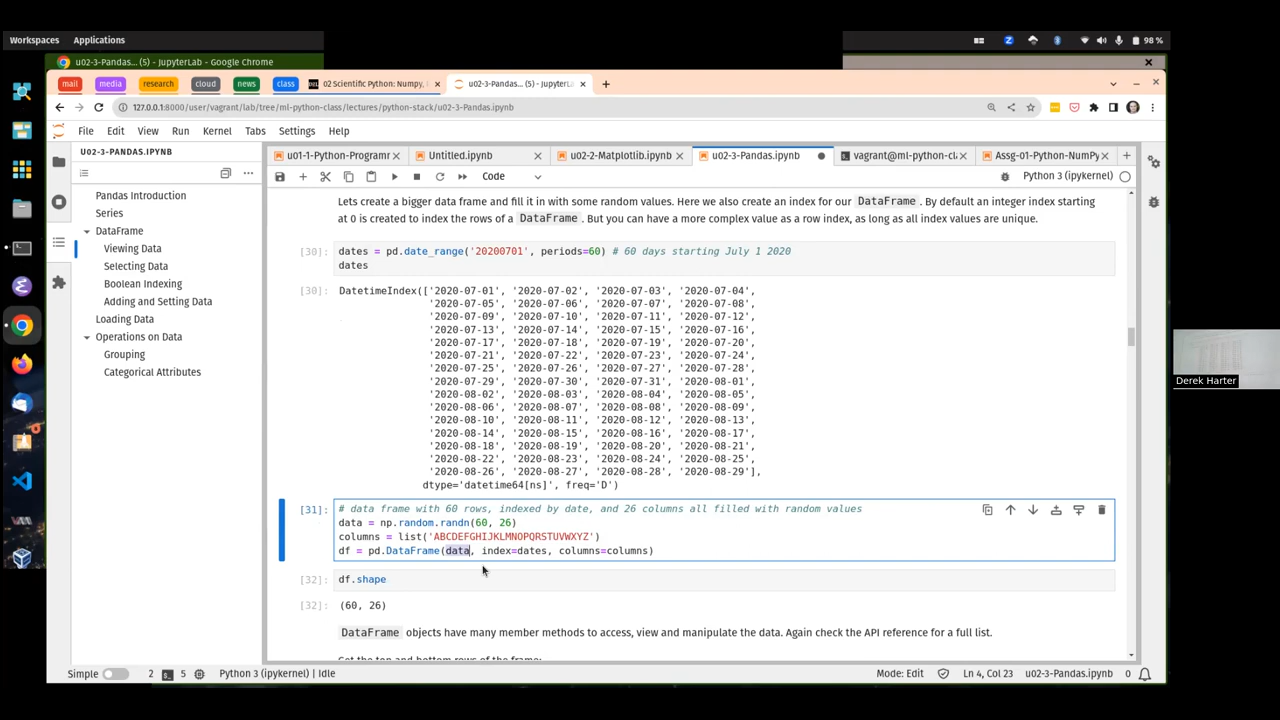 Workspaces Applications
98 %
u02-3-Pandas... (5) - JupyterLab - Google Chrome
mail media research cloud news class 02 Scientific Python: Numpy, u02-3-Pandas... (5) - JupyterLa
127.0.0.1:8000/user/vagrant/lab/tree/ml-python-class/lectures/python-stack/u02-3-Pandas.ipynb
File Edit View Run Kernel Tabs Settings Help
U02-3-PANDAS.IPYNB
u01-1-Python-Programr Untitled.ipynb u02-2-Matplotlib.ipynb u02-3-Pandas.ipynb vagrant@ml-python-cl Assg-01-Python-NumPy
Code Python 3 (ipykernel)
Pandas Introduction
Series
DataFrame
Viewing Data
Selecting Data
Boolean Indexing
Adding and Setting Data
Loading Data
Operations on Data
Grouping
Categorical Attributes
Lets create a bigger data frame and fill it in with some random values. Here we also create an index for our DataFrame. By default an integer index starting
at 0 is created to index the rows of a DataFrame. But you can have a more complex value as a row index, as long as all index values are unique.
[30]: dates = pd.date_range('20200701', periods=60) # 60 days starting July 1 2020
dates
[30]: DatetimeIndex(['2020-07-01', '2020-07-02', '2020-07-03', '2020-07-04',
'2020-07-05', '2020-07-06', '2020-07-07', '2020-07-08',
'2020-07-09', '2020-07-10', '2020-07-11', '2020-07-12',
'2020-07-13', '2020-07-14', '2020-07-15', '2020-07-16',
'2020-07-17', '2020-07-18', '2020-07-19', '2020-07-20',
'2020-07-21', '2020-07-22', '2020-07-23', '2020-07-24',
'2020-07-25', '2020-07-26', '2020-07-27', '2020-07-28',
'2020-07-29', '2020-07-30', '2020-07-31', '2020-08-01',
'2020-08-02', '2020-08-03', '2020-08-04', '2020-08-05',
'2020-08-06', '2020-08-07', '2020-08-08', '2020-08-09',
'2020-08-10', '2020-08-11', '2020-08-12', '2020-08-13',
'2020-08-14', '2020-08-15', '2020-08-16', '2020-08-17',
'2020-08-18', '2020-08-19', '2020-08-20', '2020-08-21',
'2020-08-22', '2020-08-23', '2020-08-24', '2020-08-25',
'2020-08-26', '2020-08-27', '2020-08-28', '2020-08-29'],
dtype='datetime64[ns]', freq='D')
[31]: # data frame with 60 rows, indexed by date, and 26 columns all filled with random values
data = np.random.randn(60, 26)
columns = list('ABCDEFGHIJKLMNOPQRSTUVWXYZ')
df = pd.DataFrame(data, index=dates, columns=columns)
[32]: df.shape
[32]: (60, 26)
DataFrame objects have many member methods to access, view and manipulate the data. Again check the API reference for a full list.
Get the top and bottom rows of the frame:
Simple 2 5 Python 3 (ipykernel) | Idle Mode: Edit Ln 4, Col 23 u02-3-Pandas.ipynb 0
Derek Harter